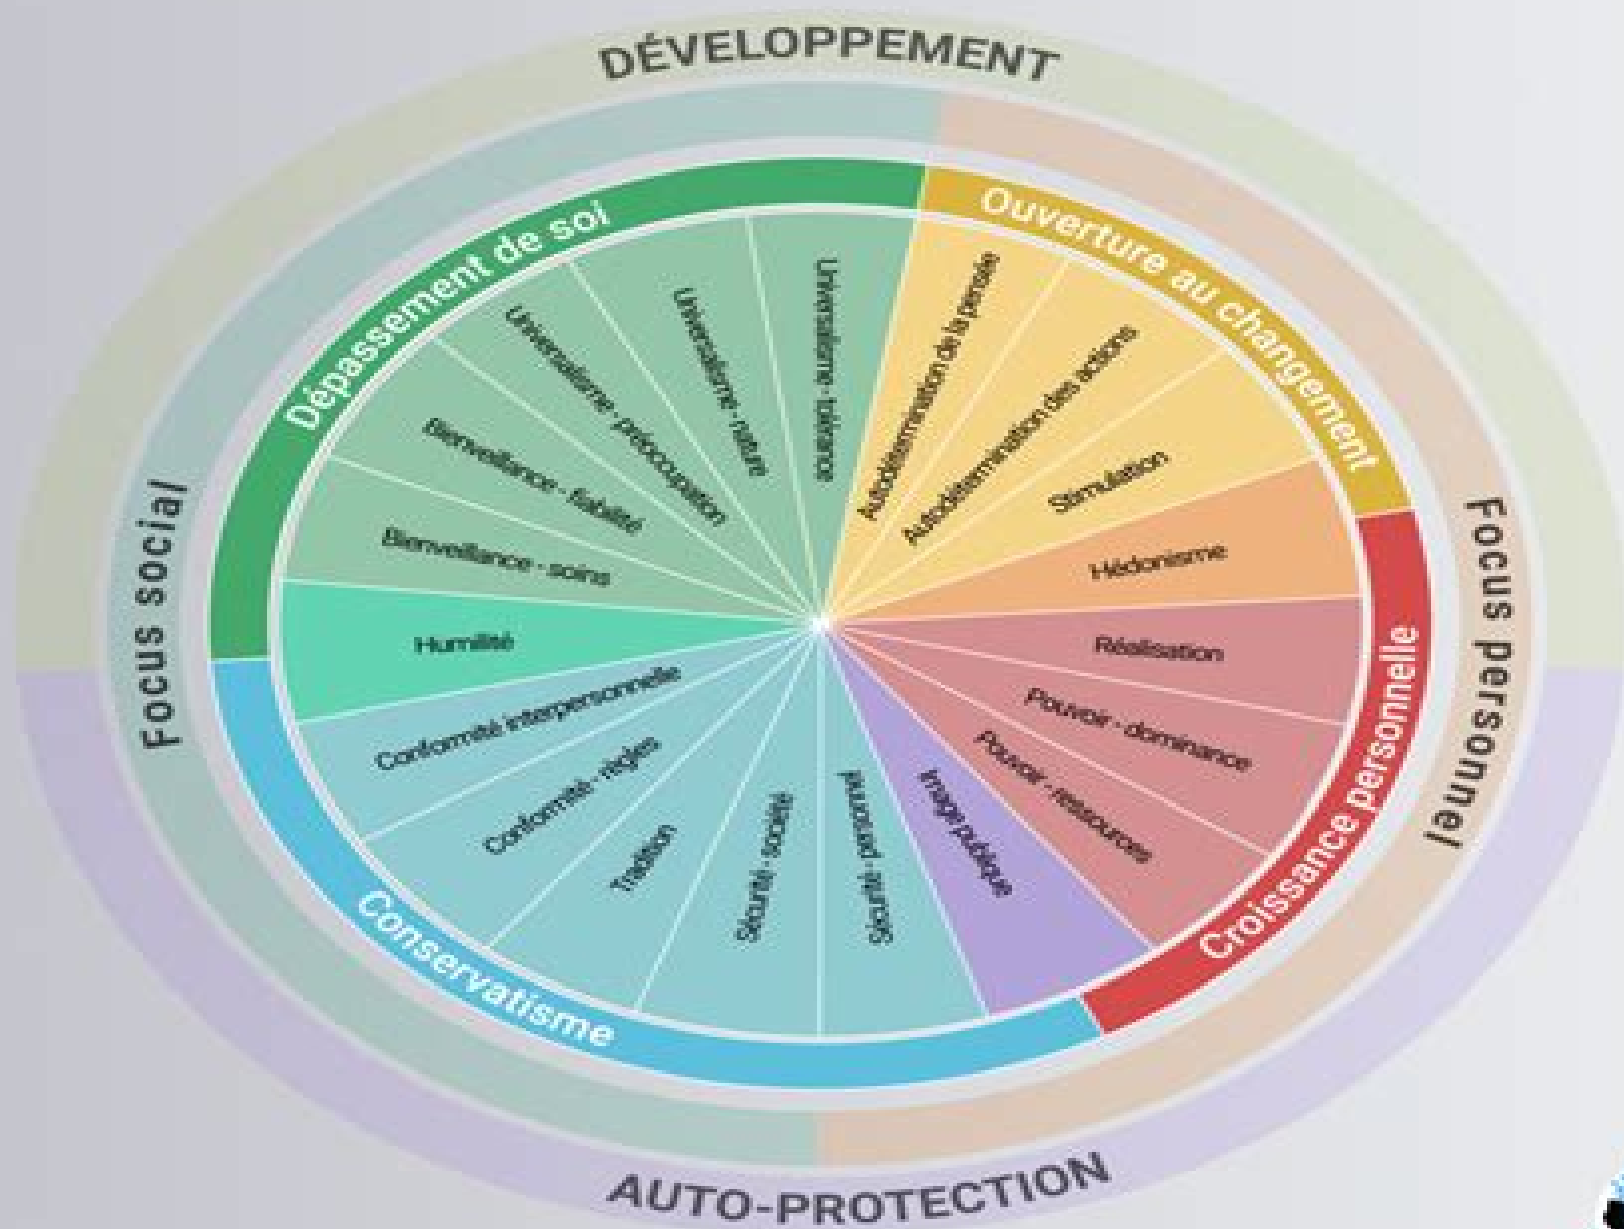 DÉVELOPPEMENT
Focus social
Focus personnel
AUTO-PROTECTION
Dépassement de soi
Ouverture au changement
Croissance personnelle
Conservatisme
Universalisme - tolérance
Autodétermination de la pensée
Autodétermination des actions
Stimulation
Hédonisme
Réalisation
Pouvoir - dominance
Pouvoir - ressources
Image publique
Sécurité - personnel
Sécurité - société
Tradition
Conformité - règles
Conformité interpersonnelle
Humilité
Bienveillance - soins
Bienveillance - fiabilité
Universalisme - préoccupation
Universalisme - nature